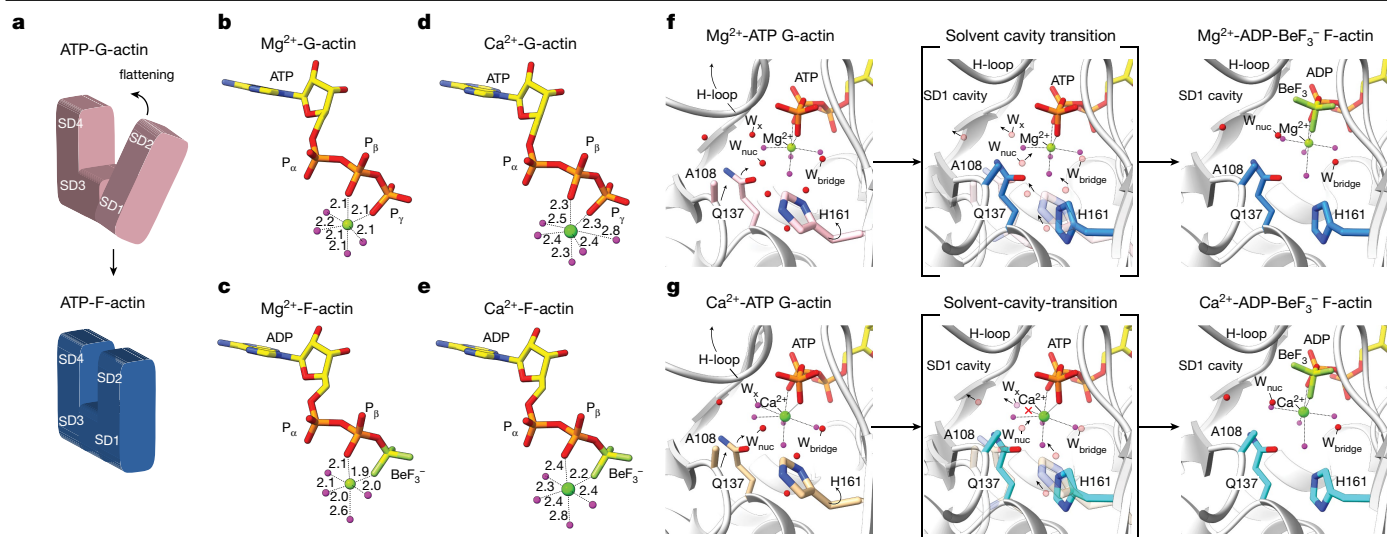 a
ATP-G-actin
flattening
SD4
SD2
SD3
SD1
ATP-F-actin
SD4
SD2
SD3
SD1
b
Mg²⁺-G-actin
ATP
Pα
Pβ
Pγ
2.1
2.2
2.1
2.1
2.1
2.1
c
Mg²⁺-F-actin
ADP
Pβ
Pα
BeF₃⁻
2.1
1.9
2.1
2.0
2.0
2.6
d
Ca²⁺-G-actin
ATP
Pβ
Pα
Pγ
2.3
2.5
2.3
2.8
2.4
2.4
2.3
e
Ca²⁺-F-actin
ADP
Pβ
Pα
BeF₃⁻
2.4
2.2
2.3
2.4
2.4
2.8
f
Mg²⁺-ATP G-actin
H-loop
ATP
Wx
Mg²⁺
Wnuc
A108
Wbridge
Q137
H161
Solvent cavity transition
H-loop
SD1 cavity
ATP
Wx
Mg²⁺
Wnuc
A108
Wbridge
Q137
H161
Mg²⁺-ADP-BeF₃⁻ F-actin
H-loop
ADP
SD1 cavity
BeF₃
Wnuc
Mg²⁺
A108
Wbridge
Q137
H161
g
Ca²⁺-ATP G-actin
H-loop
ATP
Wx
Ca²⁺
A108
Wnuc
Wbridge
Q137
H161
Solvent-cavity-transition
H-loop
SD1 cavity
ATP
Wx
Ca²⁺
A108
Wnuc
Wbridge
Q137
H161
Ca²⁺-ADP-BeF₃⁻ F-actin
H-loop
ADP
SD1 cavity
BeF₃
Wnuc
Ca²⁺
A108
Wbridge
Q137
H161